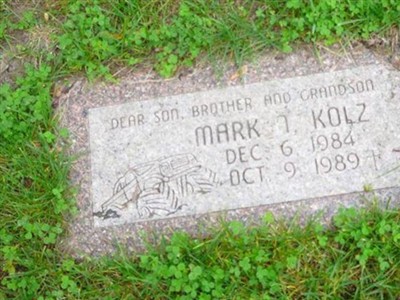 DEAR SON, BROTHER AND GRANDSON
MARK T. KOLZ
DEC 6 1984
OCT 9 1989